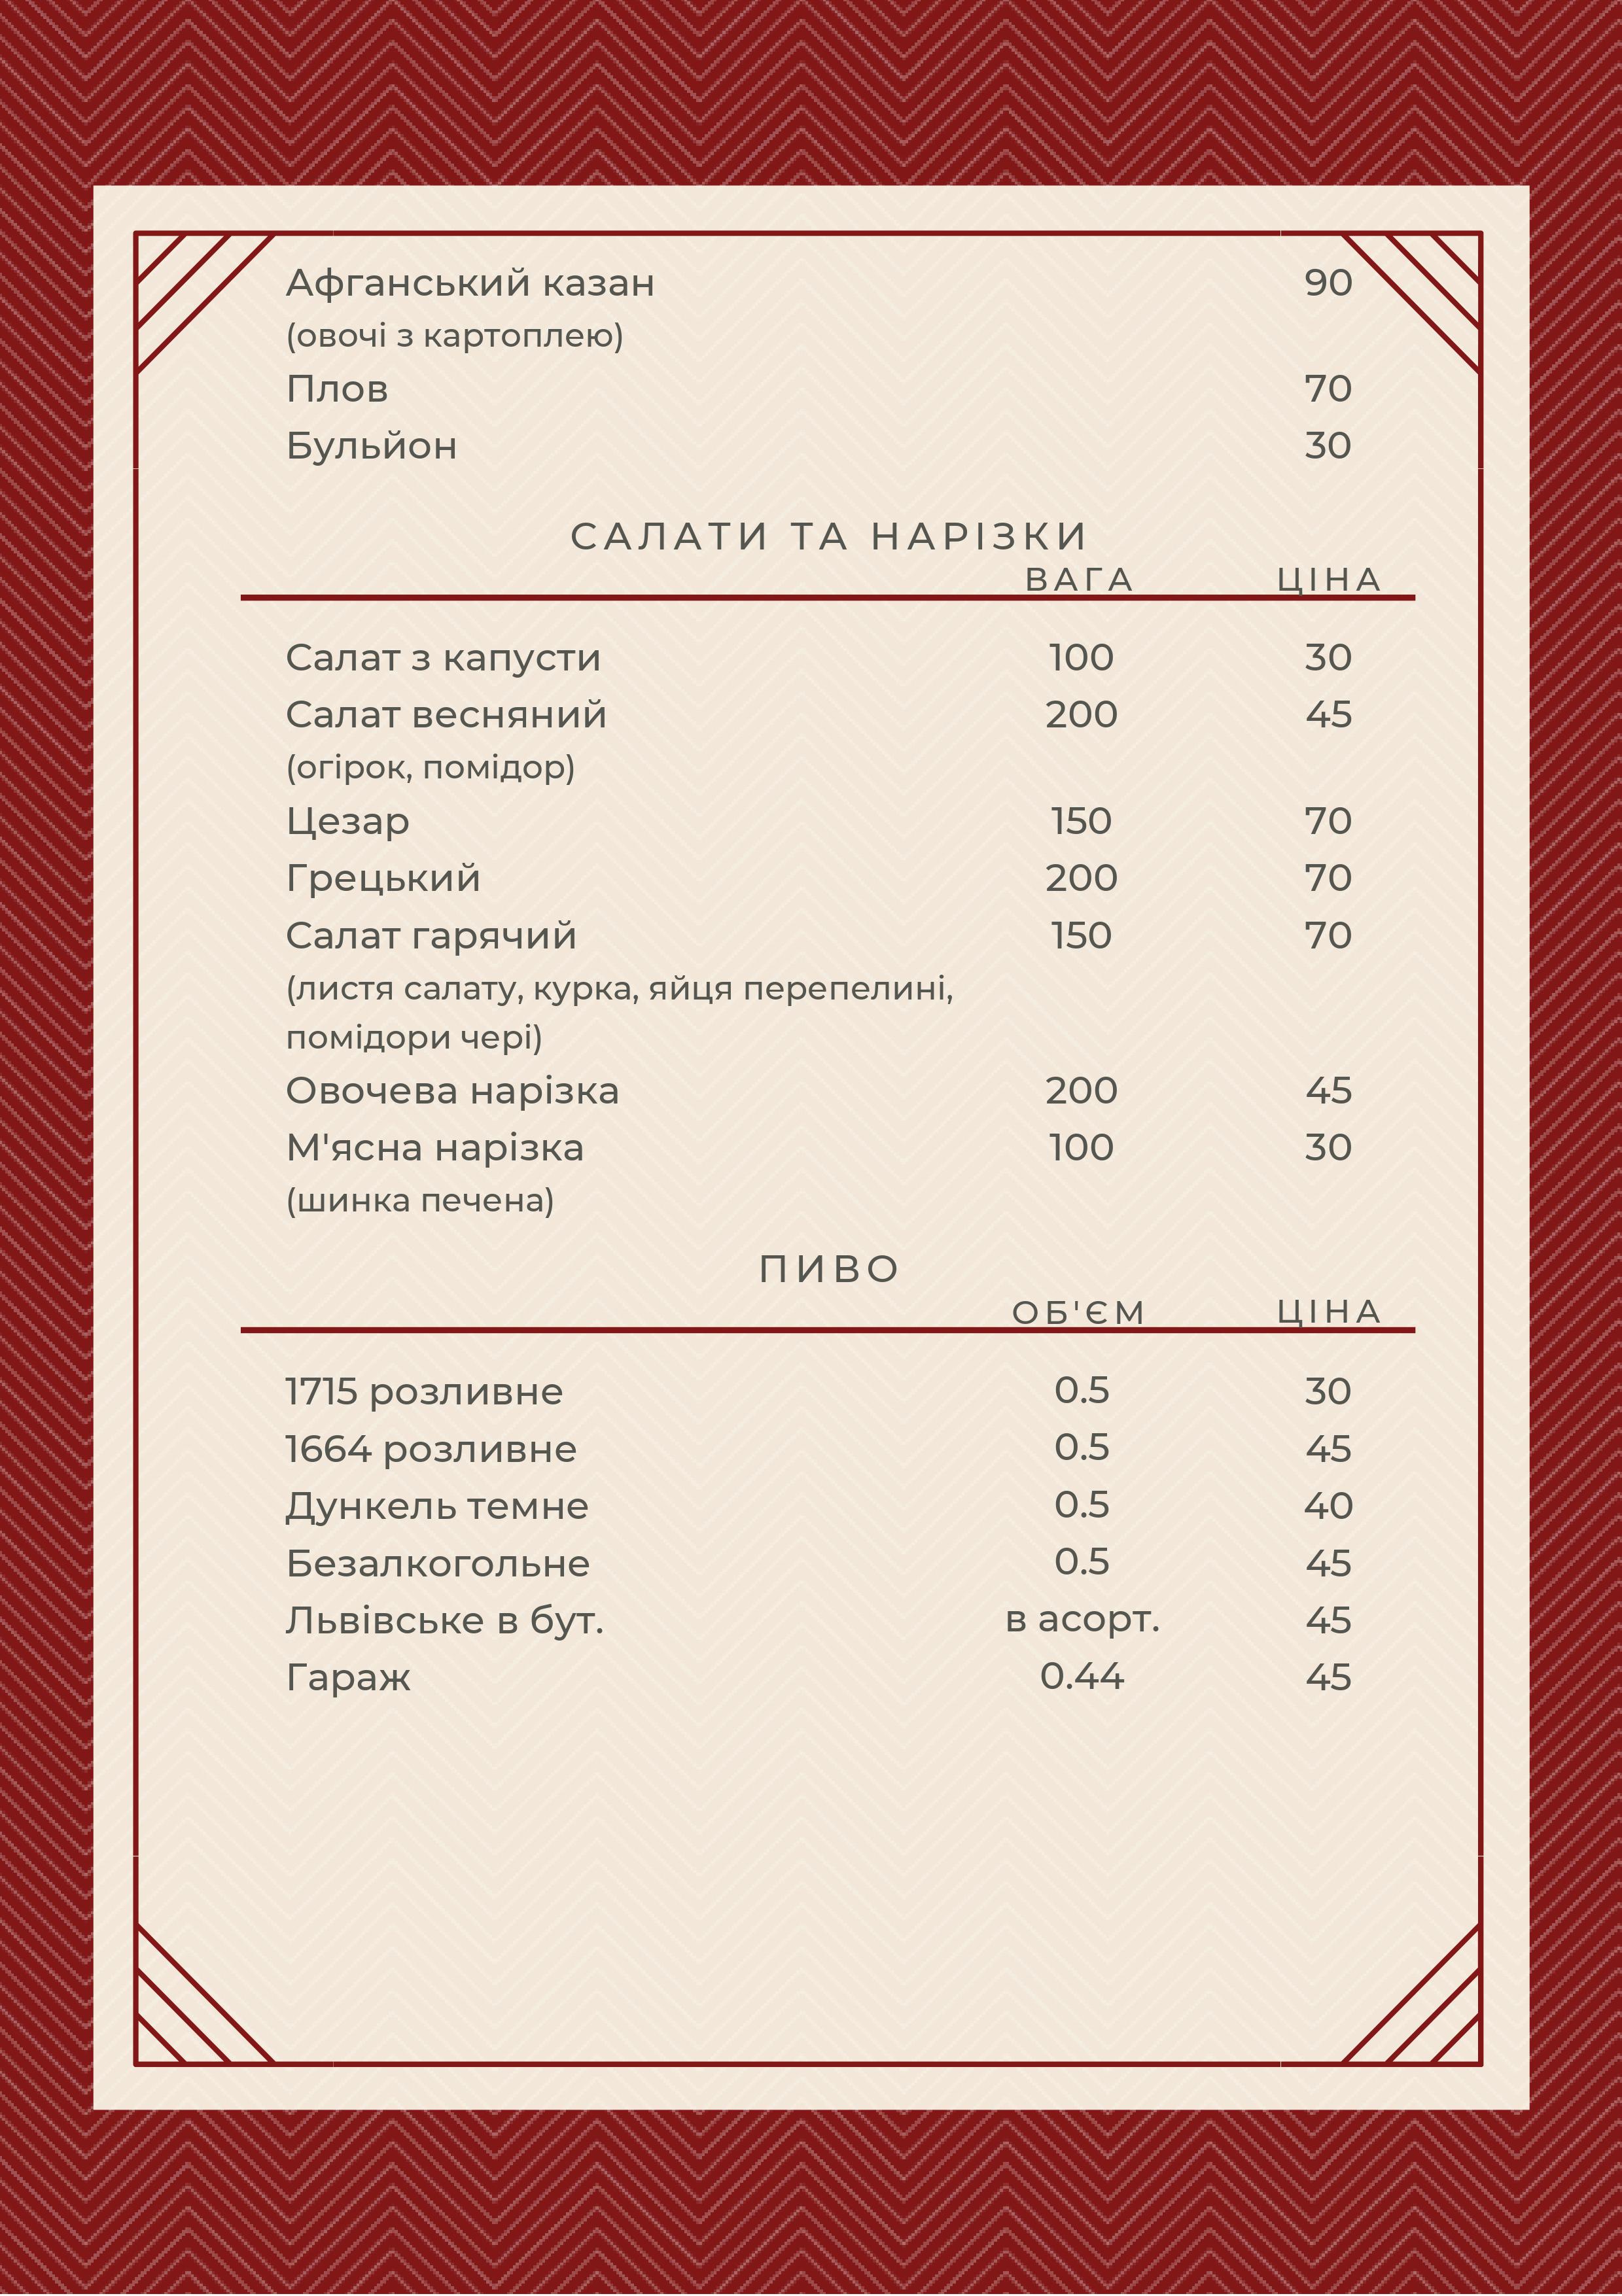 Афганський казан 90
(овочі з картоплею)
Плов 70
Бульйон 30
САЛАТИ ТА НАРІЗКИ
ВАГА ЦІНА
Салат з капусти 100 30
Салат весняний 200 45
(огірок, помідор)
Цезар 150 70
Грецький 200 70
Салат гарячий 150 70
(листя салату, курка, яйця перепелині,
помідори чері)
Овочева нарізка 200 45
М'ясна нарізка 100 30
(шинка печена)
ПИВО
ОБ'ЄМ ЦІНА
1715 розливне 0.5 30
1664 розливне 0.5 45
Дункель темне 0.5 40
Безалкогольне 0.5 45
Львівське в бут. в асорт. 45
Гараж 0.44 45